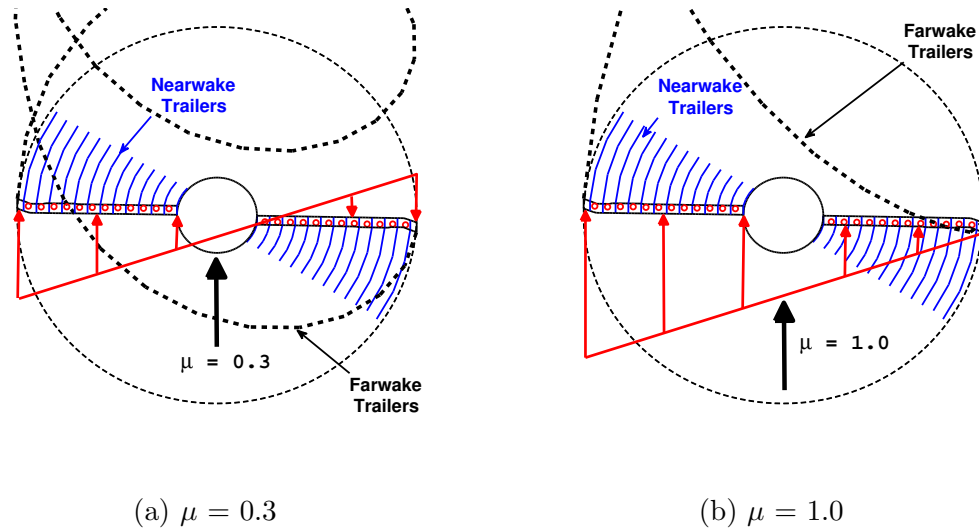 Nearwake
Trailers
μ = 0.3
Farwake
Trailers
(a) μ = 0.3
Farwake
Trailers
Nearwake
Trailers
μ = 1.0
(b) μ = 1.0